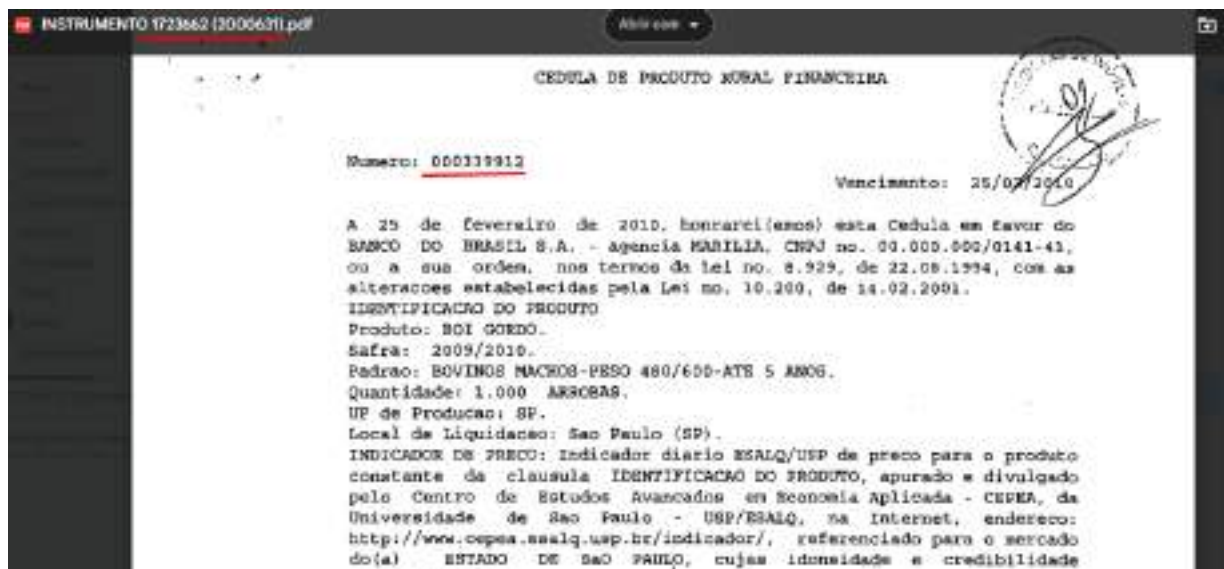 INSTRUMENTO 1723662 (2000631).pdf
Abrir com
CEDULA DE PRODUTO RURAL FINANCEIRA
Numero: 000339912
Vencimento: 25/02/2010
A 25 de fevereiro de 2010, honrarei(emos) esta Cedula em favor do
BANCO DO BRASIL S.A. - agencia MARILIA, CNPJ no. 00.000.000/0141-41,
ou a sua ordem, nos termos da Lei no. 8.929, de 22.08.1994, com as
alteracoes estabelecidas pela Lei no. 10.200, de 14.02.2001.
IDENTIFICACAO DO PRODUTO
Produto: BOI GORDO.
Safra: 2009/2010.
Padrao: BOVINOS MACHOS-PESO 480/600-ATE 5 ANOS.
Quantidade: 1.000 ARROBAS.
UF de Producao: SP.
Local de Liquidacao: Sao Paulo (SP).
INDICADOR DE PRECO: Indicador diario ESALQ/USP de preco para o produto
constante da clausula IDENTIFICACAO DO PRODUTO, apurado e divulgado
pelo Centro de Estudos Avancados em Economia Aplicada - CEPEA, da
Universidade de Sao Paulo - USP/ESALQ, na Internet, endereco:
http://www.cepea.esalq.usp.br/indicador/, referenciado para o mercado
do(a) ESTADO DE SaO PAULO, cujas idoneidade e credibilidade